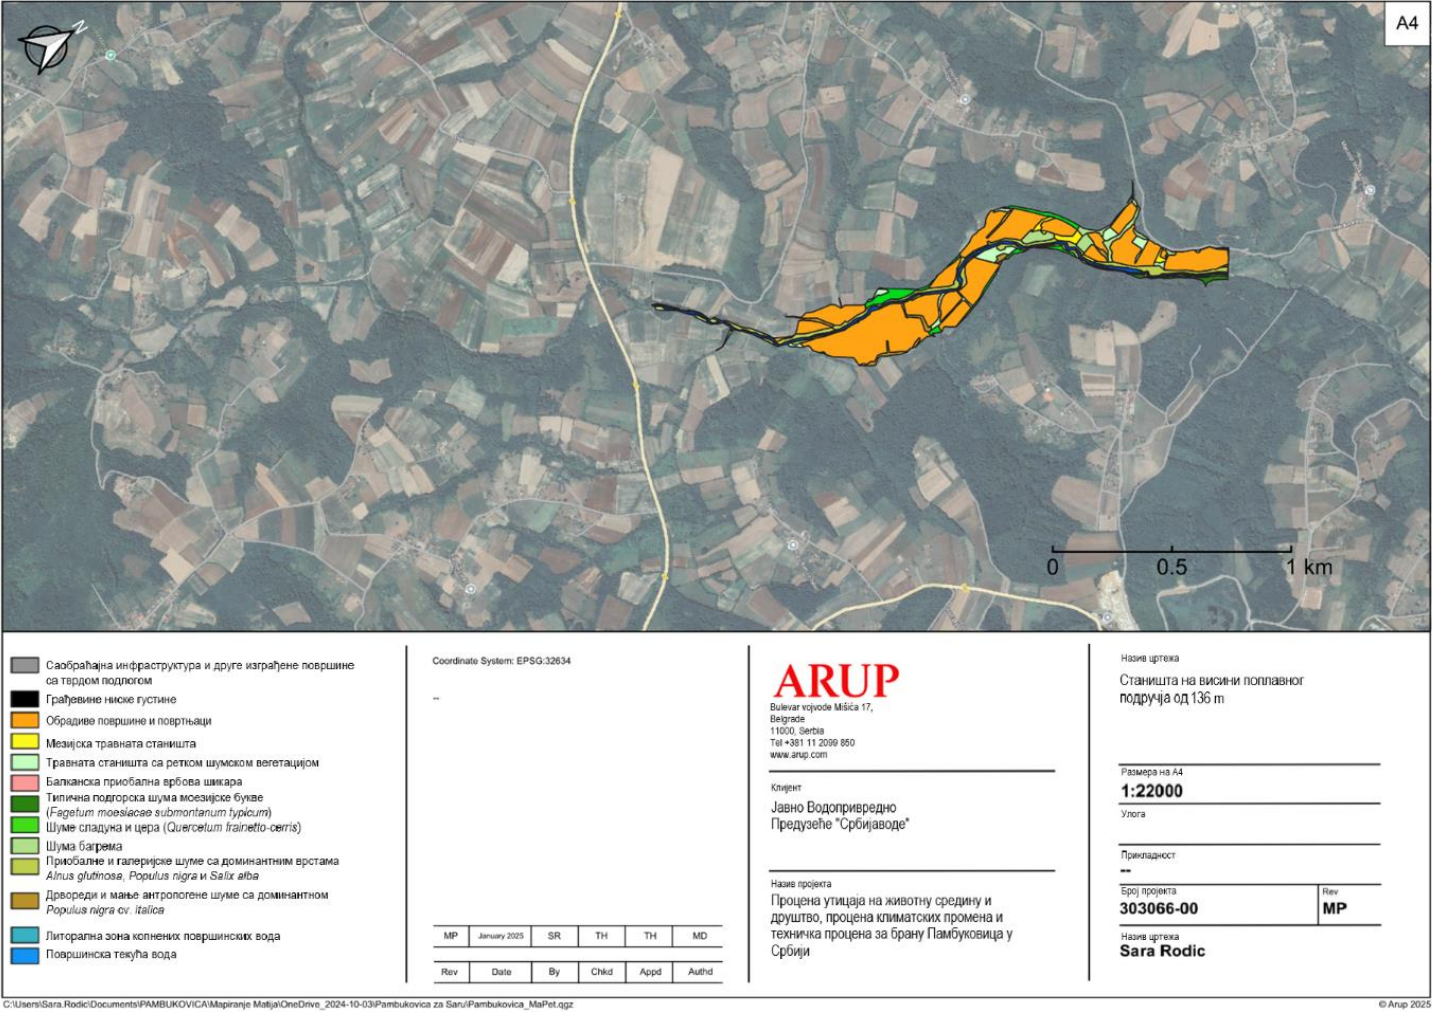 A4
N
0 0.5 1 km
Саобраћајна инфраструктура и друге изграђене површине
са тврдом подлогом
Грађевине ниске густине
Обрадиве површине и повртњаци
Мезијска травната станишта
Травната станишта са ретком шумском вегетацијом
Балканска приобална врбова шикара
Типична подгорска шума моезијске букве
(Fagetum moesiacae submontanum typicum)
Шуме сладуна и цера (Quercetum frainetto-cerris)
Шума багрема
Приобалне и галеријске шуме са доминантним врстама
Alnus glutinosa, Populus nigra и Salix alba
Дрвореди и мање антропогене шуме са доминантном
Populus nigra cv. italica
Литорална зона копнених површинских вода
Површинска текућа вода
Coordinate System: EPSG:32634
--
MP January 2025 SR TH TH MD
Rev Date By Chkd Appd Authd
ARUP
Bulevar vojvode Mišića 17,
Belgrade
11000, Serbia
Tel +381 11 2099 850
www.arup.com
Клијент
Јавно Водопривредно
Предузеће "Србијаводе"
Назив пројекта
Процена утицаја на животну средину и
друштво, процена климатских промена и
техничка процена за брану Памбуковица у
Србији
Назив цртежа
Станишта на висини поплавног
подручја од 136 m
Размера на А4
1:22000
Улога
Прикладност
--
Број пројекта
303066-00
Rev
MP
Назив цртежа
Sara Rodic
C:\Users\Sara.Rodic\Documents\PAMBUKOVICA\Mapiranje Matija\OneDrive_2024-10-03\Pambukovica za Saru\Pambukovica_MaPet.qgz
© Arup 2025